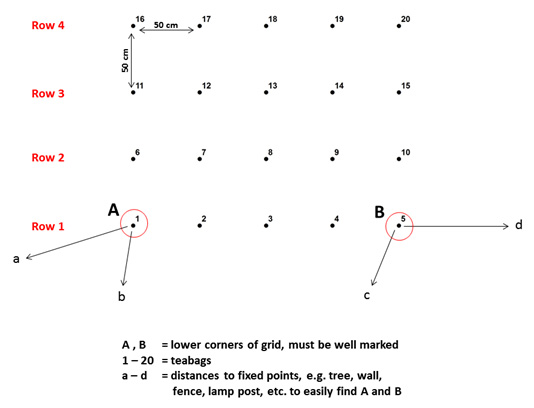 Row 4 16 17 18 19 20
50 cm
50 cm
Row 3 11 12 13 14 15
Row 2 6 7 8 9 10
A B
Row 1 1 2 3 4 5 d
a
b c
A , B = lower corners of grid, must be well marked
1 – 20 = teabags
a – d = distances to fixed points, e.g. tree, wall,
fence, lamp post, etc. to easily find A and B